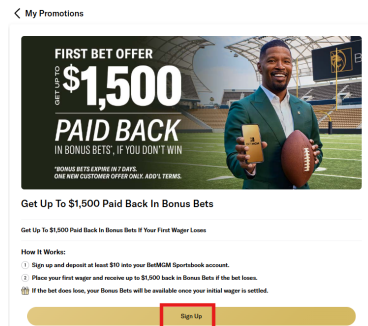 My Promotions
FIRST BET OFFER
GET UP TO $1,500
PAID BACK
IN BONUS BETS*, IF YOU DON'T WIN
*BONUS BETS EXPIRE IN 7 DAYS.
ONE NEW CUSTOMER OFFER ONLY. ADD'L TERMS.
Get Up To $1,500 Paid Back In Bonus Bets
Get Up To $1,500 Paid Back In Bonus Bets If Your First Wager Loses
How It Works:
1 Sign up and deposit at least $10 into your BetMGM Sportsbook account.
2 Place your first wager and receive up to $1,500 back in Bonus Bets if the bet loses.
If the bet does lose, your Bonus Bets will be available once your initial wager is settled.
Sign Up